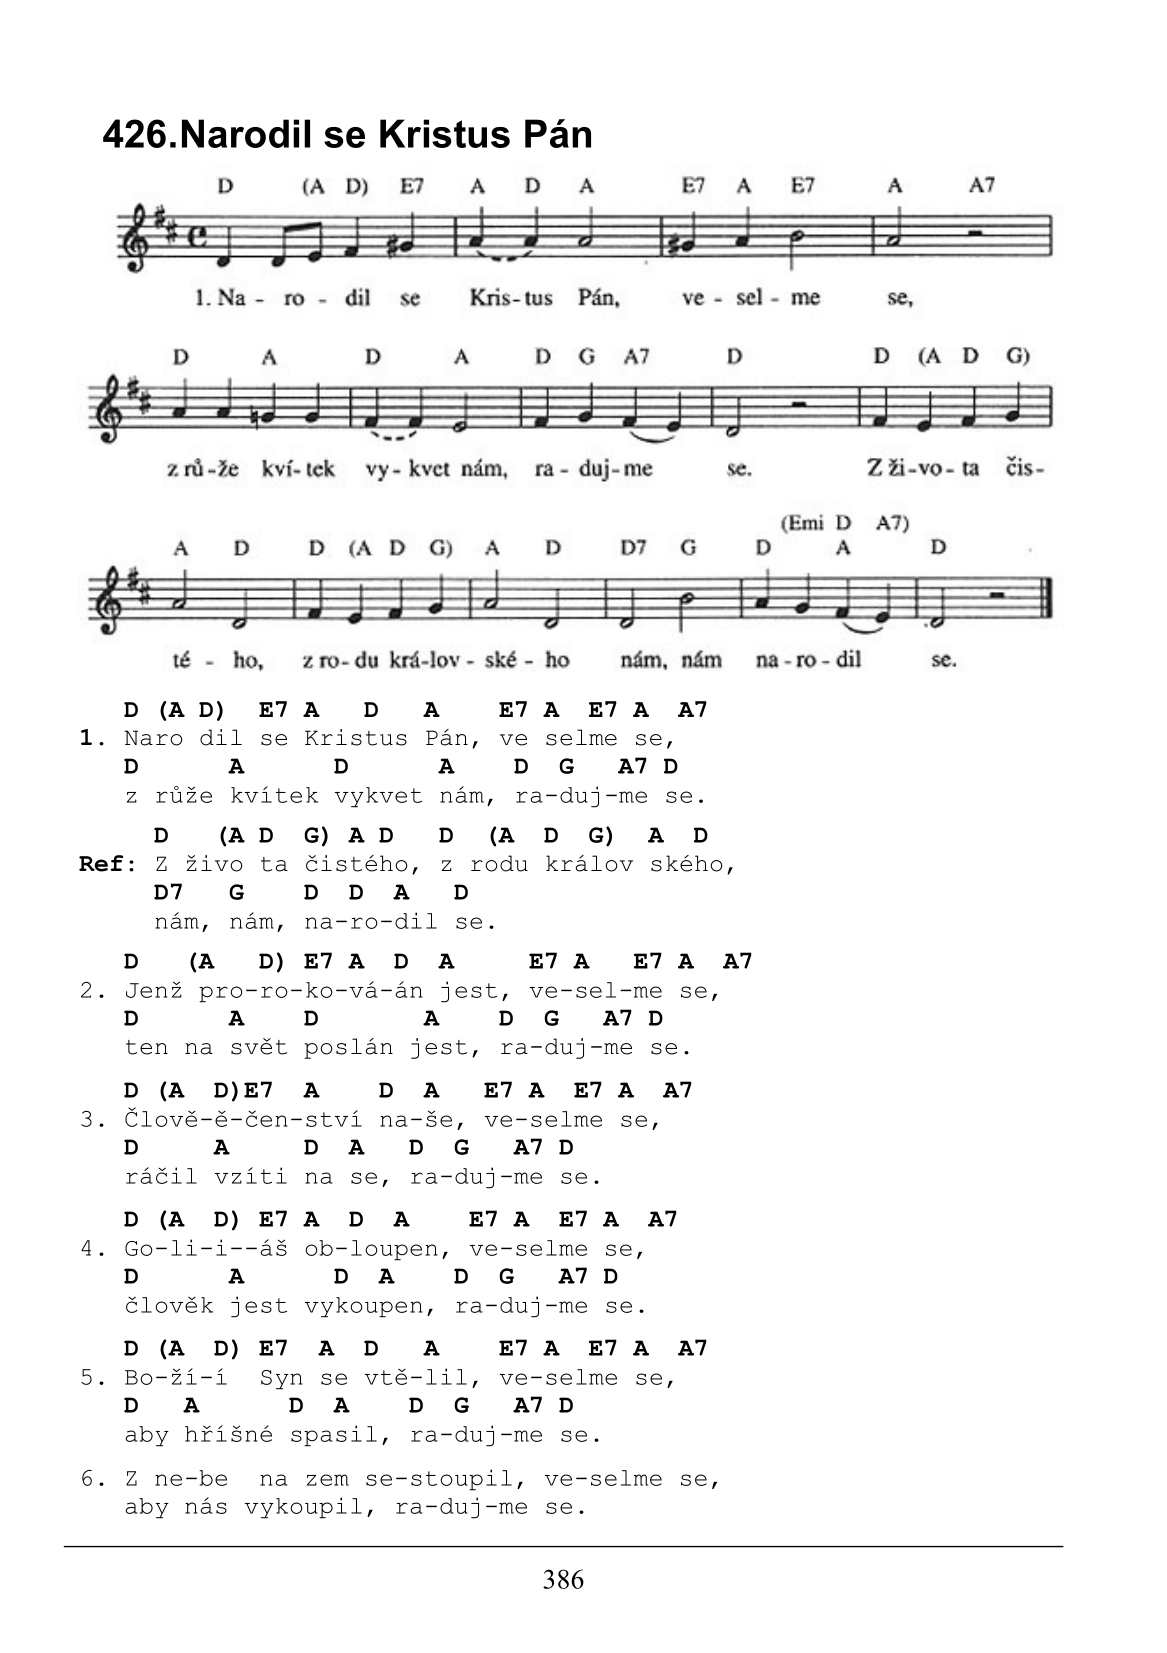 426.Narodil se Kristus Pán
D (A D) E7 A D A E7 A E7 A A7
1. Na - ro - dil se Kris - tus Pán, ve - sel - me se,
D A D A D G A7 D D (A D G)
z rů - že kví - tek vy - kvet nám, ra - duj - me se. Z ži - vo - ta čis -
(Emi D A7)
A D D (A D G) A D D7 G D A D
té - ho, z ro - du krá - lov - ské - ho nám, nám na - ro - dil se.
D (A D) E7 A D A E7 A E7 A A7
1. Naro dil se Kristus Pán, ve selme se,
D A D A D G A7 D
z růže kvítek vykvet nám, ra-duj-me se.
D (A D G) A D D (A D G) A D
Ref: Z živo ta čistého, z rodu králov ského,
D7 G D D A D
nám, nám, na-ro-dil se.
D (A D) E7 A D A E7 A E7 A A7
2. Jenž pro-ro-ko-vá-án jest, ve-sel-me se,
D A D A D G A7 D
ten na svět poslán jest, ra-duj-me se.
D (A D)E7 A D A E7 A E7 A A7
3. Člově-ě-čen-ství na-še, ve-selme se,
D A D A D G A7 D
ráčil vzíti na se, ra-duj-me se.
D (A D) E7 A D A E7 A E7 A A7
4. Go-li-i--áš ob-loupen, ve-selme se,
D A D A D G A7 D
člověk jest vykoupen, ra-duj-me se.
D (A D) E7 A D A E7 A E7 A A7
5. Bo-ží-í Syn se vtě-lil, ve-selme se,
D A D A D G A7 D
aby hříšné spasil, ra-duj-me se.
6. Z ne-be na zem se-stoupil, ve-selme se,
aby nás vykoupil, ra-duj-me se.
386